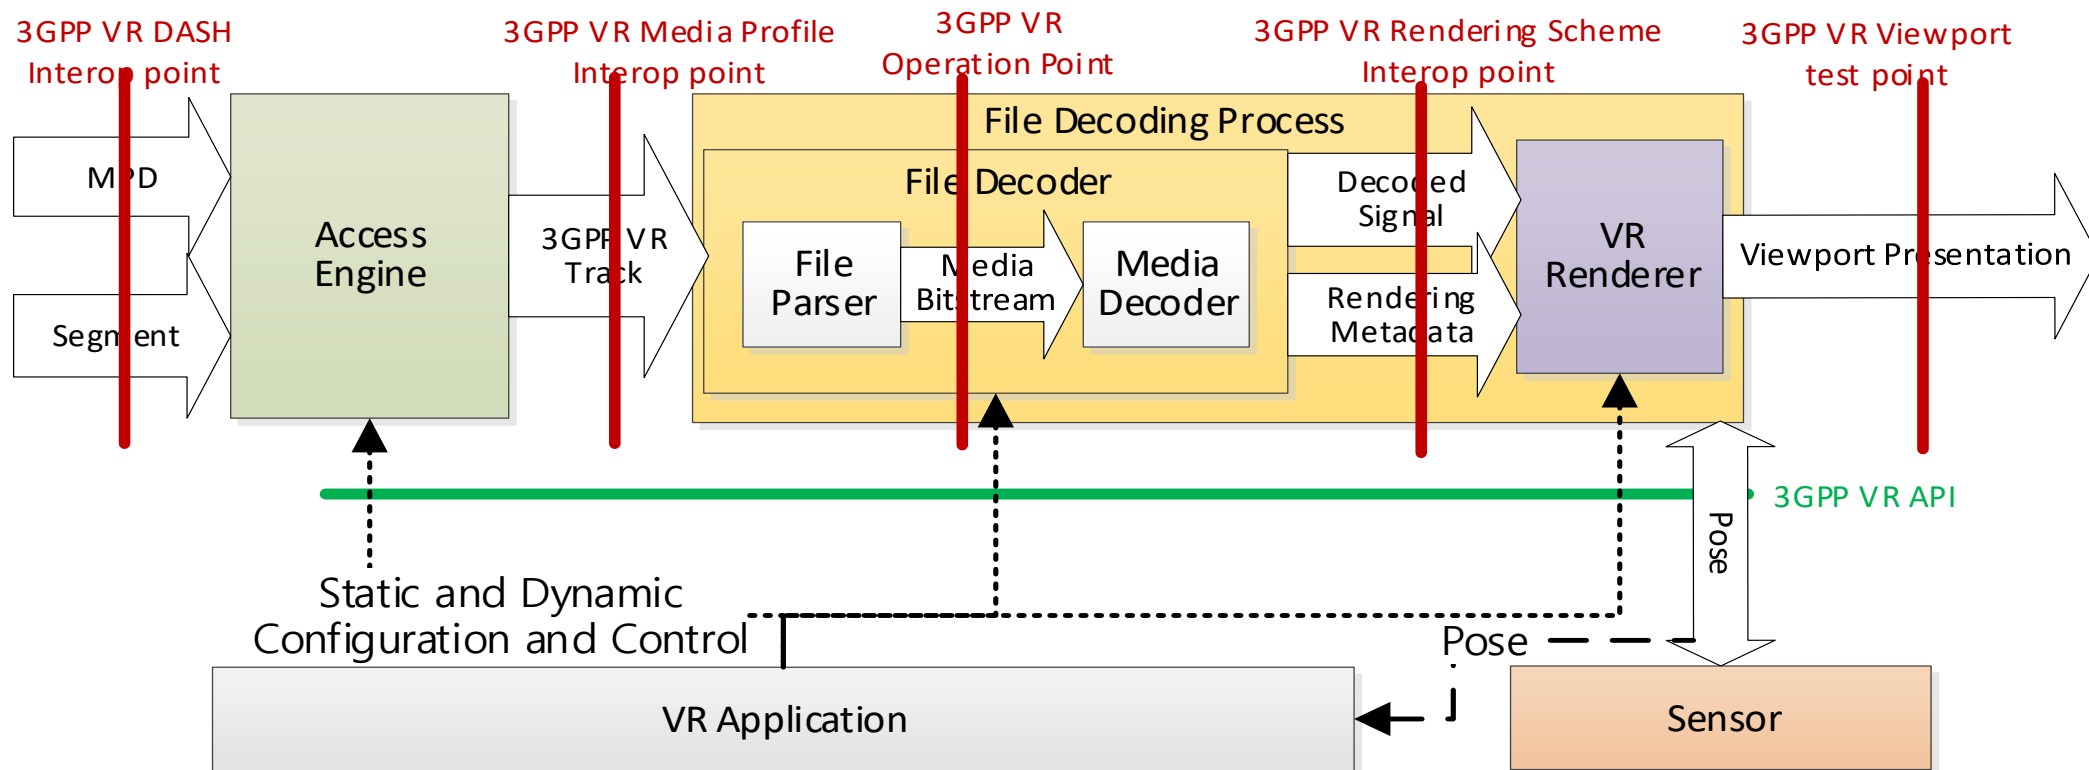 3GPP VR DASH
Interop point
3GPP VR Media Profile
Interop point
3GPP VR
Operation Point
3GPP VR Rendering Scheme
Interop point
3GPP VR Viewport
test point
MPD
Segment
Access
Engine
3GPP VR
Track
File Decoding Process
File Decoder
File
Parser
Media
Bitstream
Media
Decoder
Decoded
Signal
Rendering
Metadata
VR
Renderer
Viewport Presentation
3GPP VR API
Pose
Static and Dynamic
Configuration and Control
Pose
VR Application
Sensor